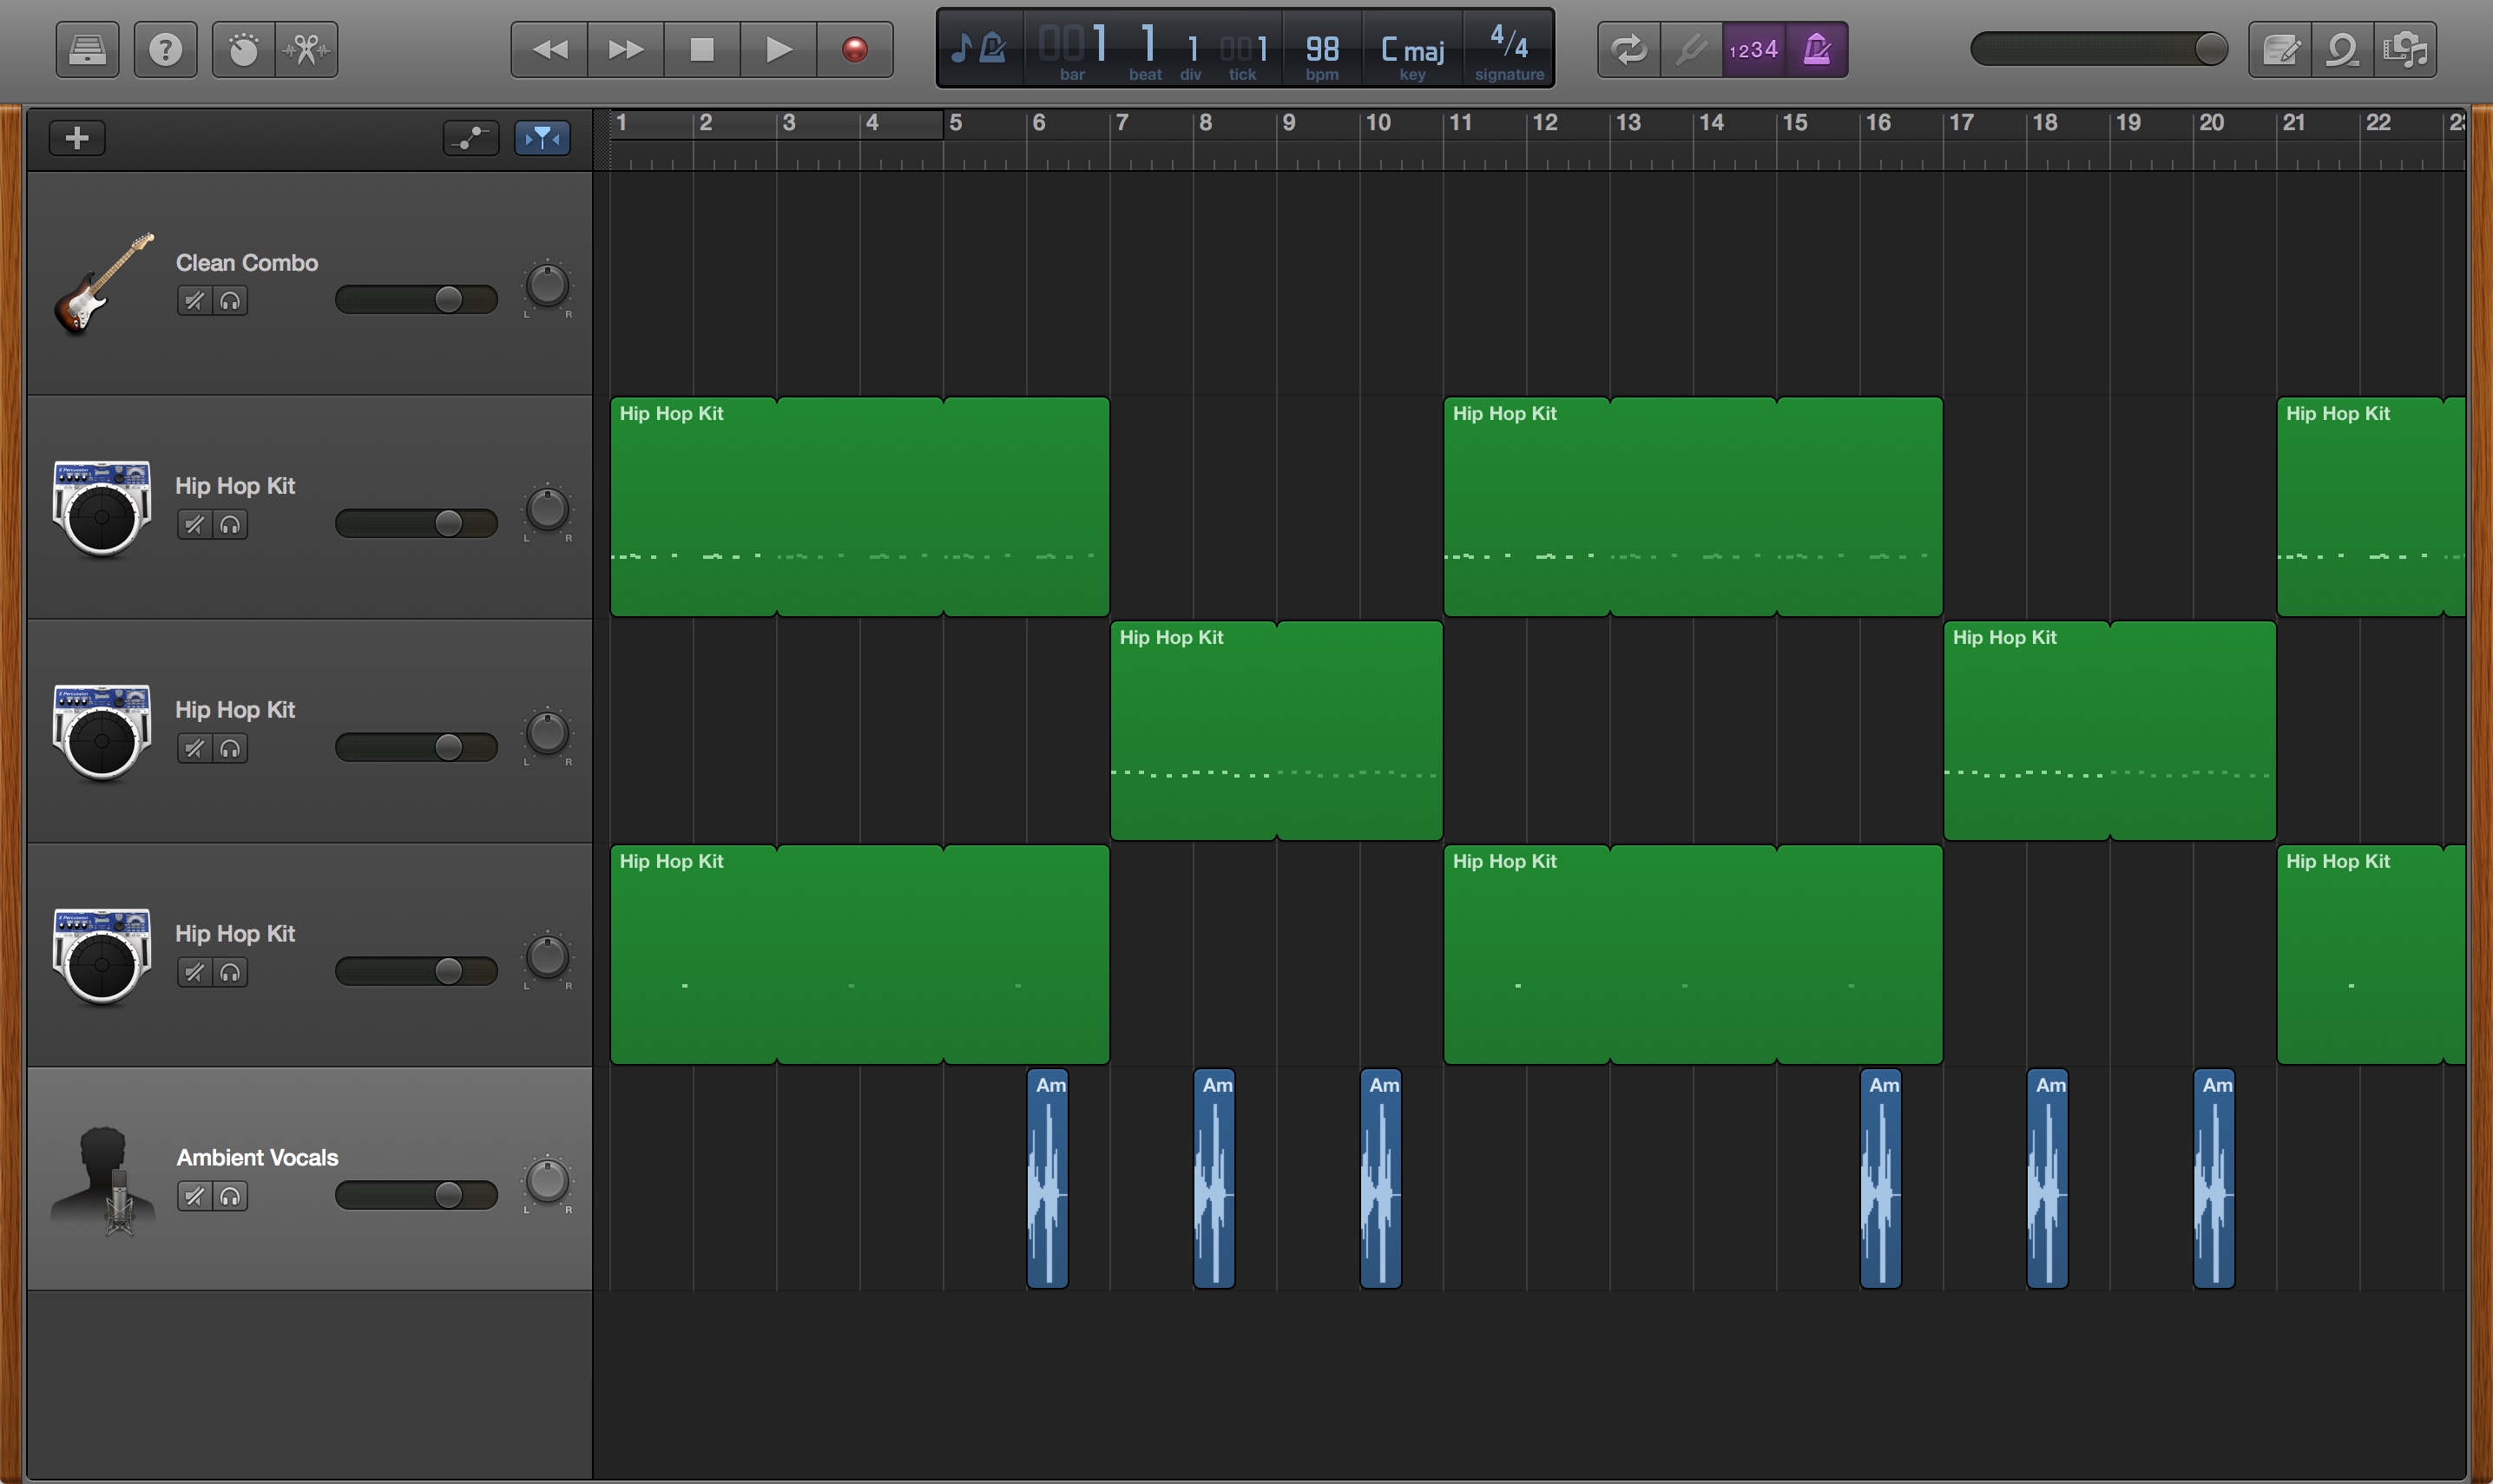 001 1 1 001 98 C maj 4/4
bar beat div tick bpm key signature
1234
1 2 3 4 5 6 7 8 9 10 11 12 13 14 15 16 17 18 19 20 21 22
Clean Combo
L R
Hip Hop Kit Hip Hop Kit Hip Hop Kit
Hip Hop Kit
L R
Hip Hop Kit Hip Hop Kit
Hip Hop Kit
L R
Hip Hop Kit Hip Hop Kit Hip Hop Kit
Hip Hop Kit
L R
Am Am Am Am Am Am
Ambient Vocals
L R